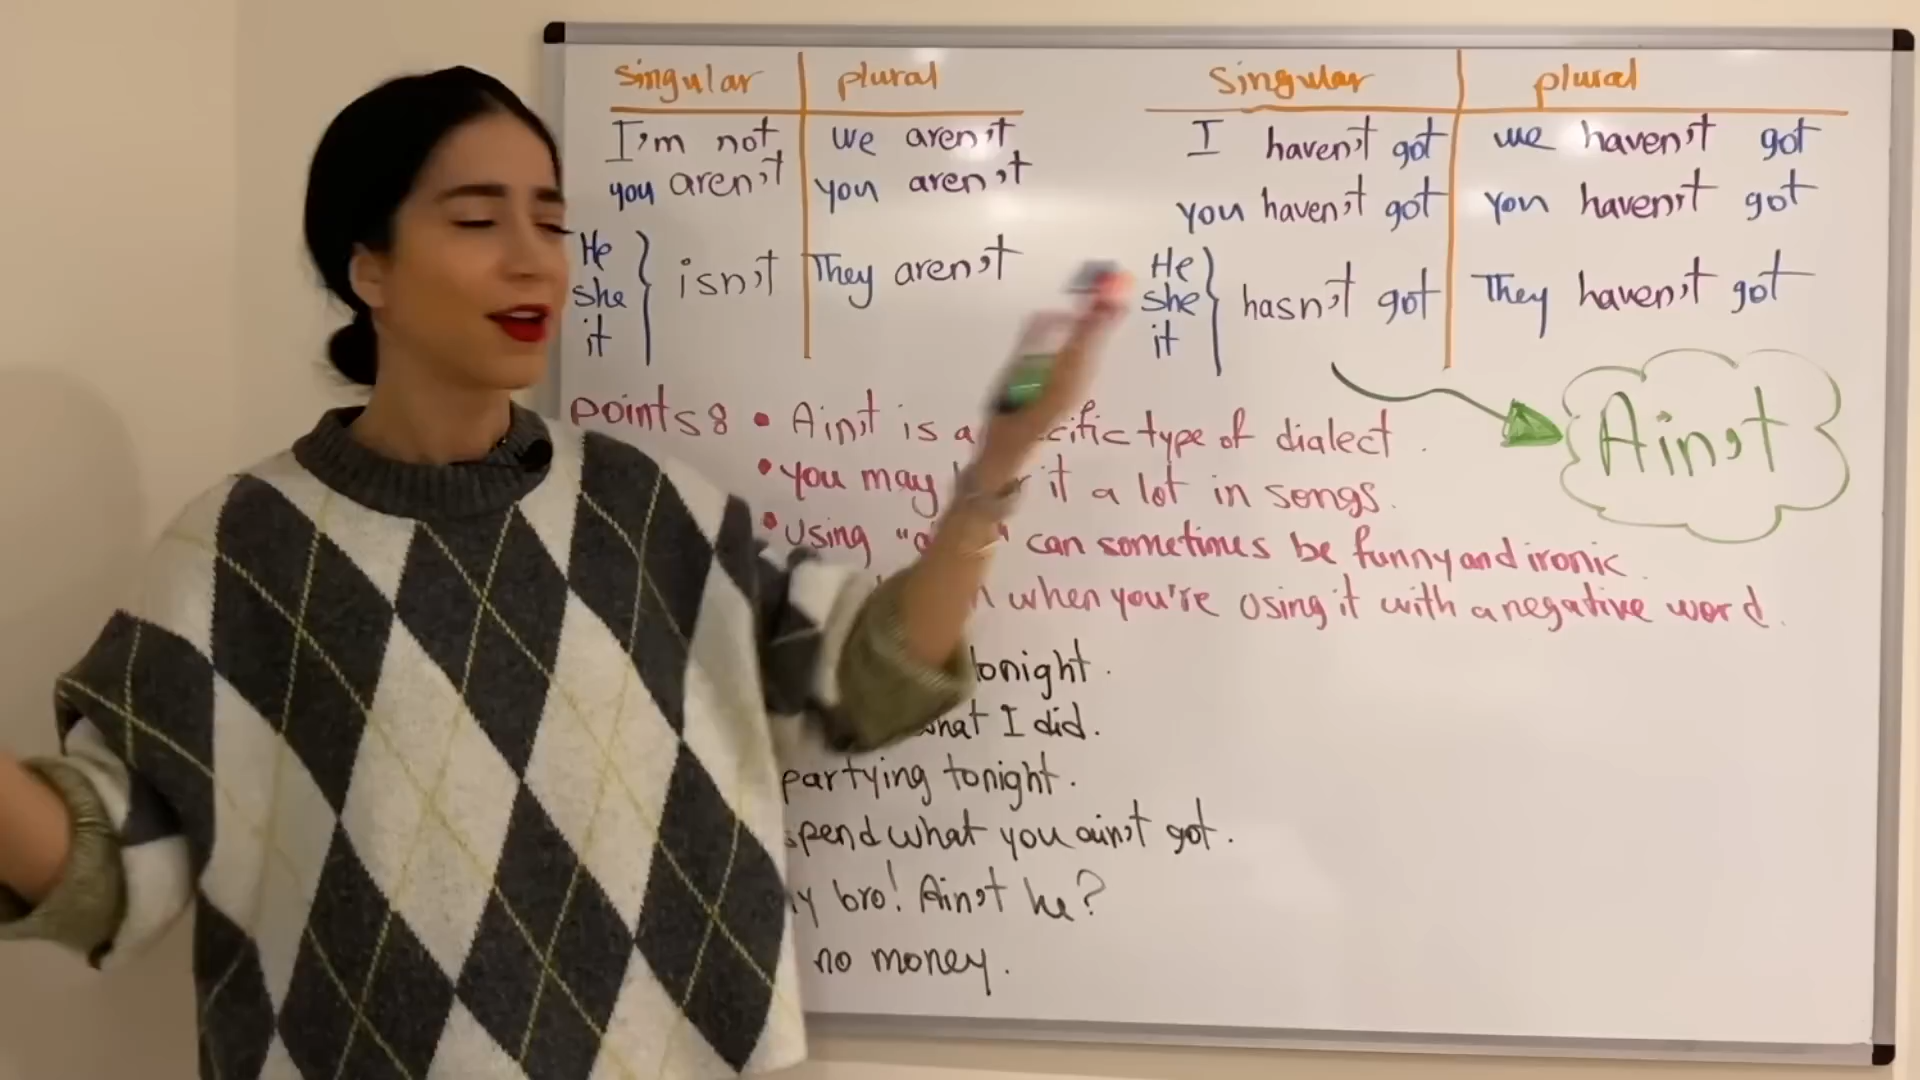 singular plural
I'm not we aren't
you aren't you aren't
He
she isn't They aren't
it
singular plural
I haven't got we haven't got
you haven't got you haven't got
He
she hasn't got They haven't got
it
Ain't
points: • Ain't is a type of dialect.
• you may it a lot in songs.
• Using " " can sometimes be funny and ironic.
when you're using it with a negative word.
tonight.
what I did.
partying tonight.
spend what you ain't got.
bro! Ain't he?
no money.